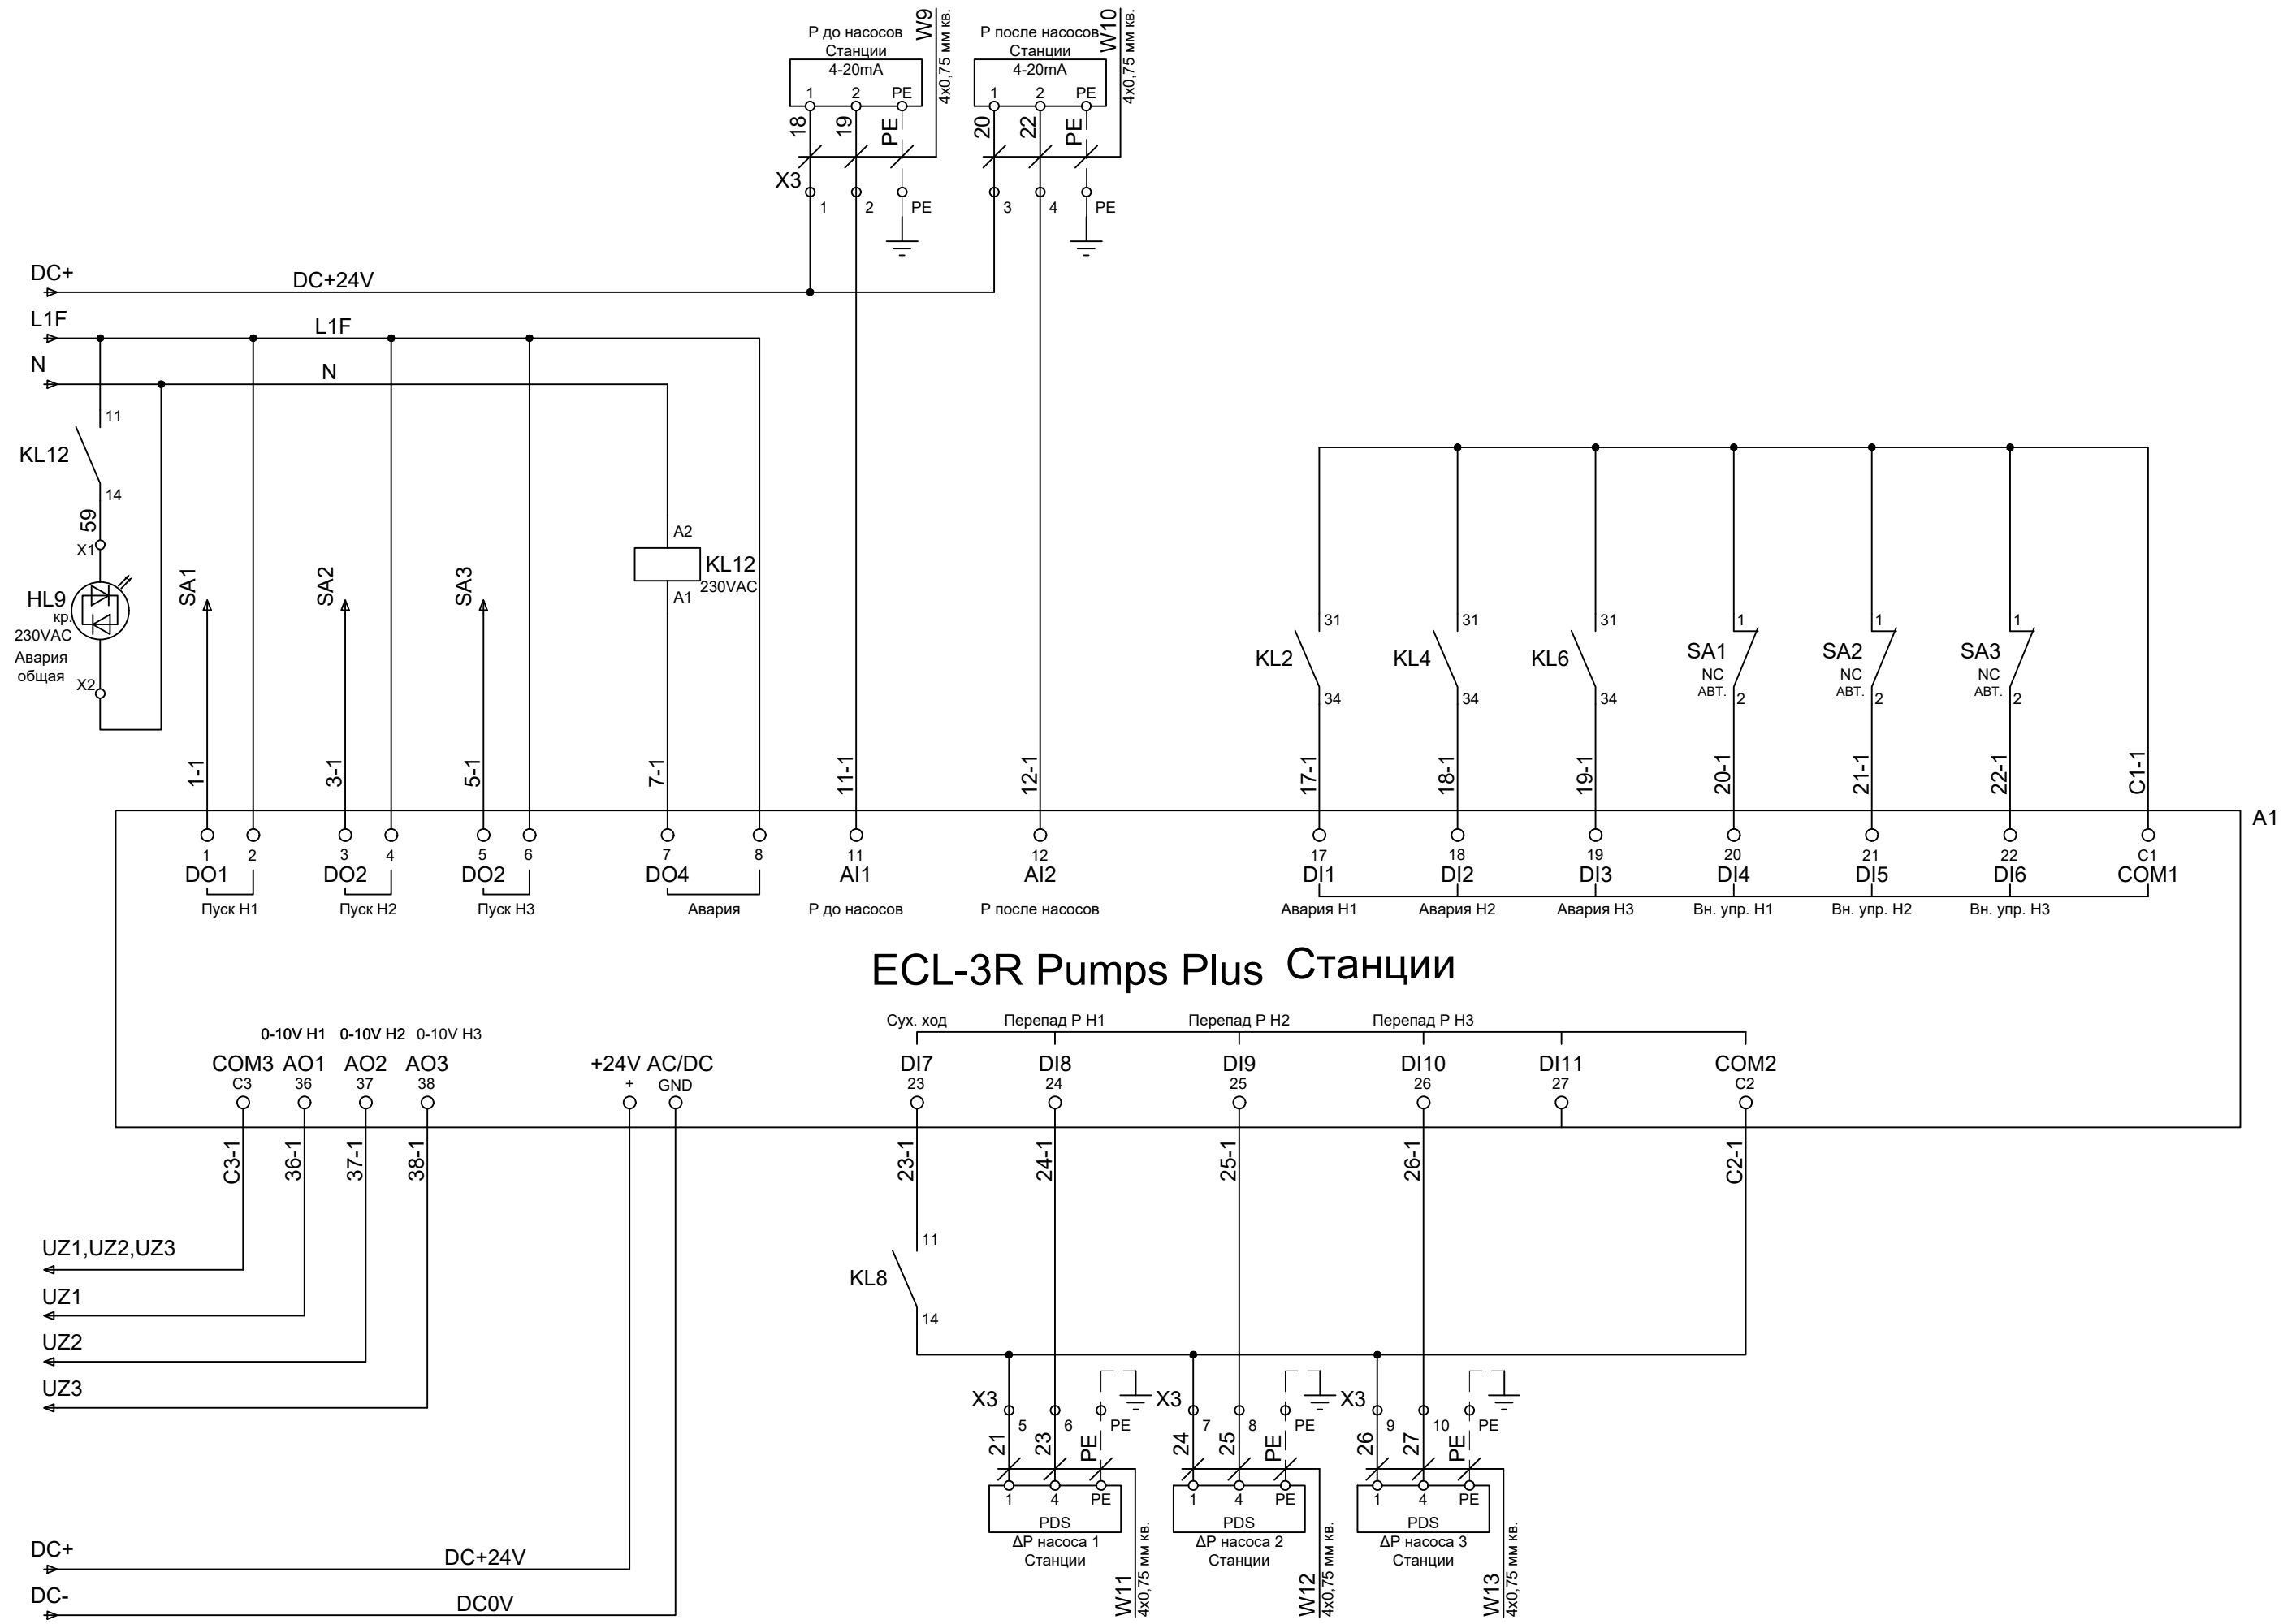 P до насосов
Станции
4-20mA
1 2 PE
18 19 PE
W9
4x0,75 мм кв.
P после насосов
Станции
4-20mA
1 2 PE
20 22 PE
W10
4x0,75 мм кв.
X3
1 2 PE
3 4 PE
DC+
DC+24V
L1F
L1F
N
N
11
KL12
14
59
X1
HL9
кр.
230VAC
Авария
общая
X2
SA1
SA2
SA3
A2
KL12
230VAC
A1
31
KL2
34
31
KL4
34
31
KL6
34
1
SA1
NC
АВТ.
2
1
SA2
NC
АВТ.
2
1
SA3
NC
АВТ.
2
1-1 3-1 5-1 7-1 11-1 12-1 17-1 18-1 19-1 20-1 21-1 22-1 C1-1
A1
1 2 3 4 5 6 7 8 11 12 17 18 19 20 21 22 C1
DO1 DO2 DO2 DO4 AI1 AI2 DI1 DI2 DI3 DI4 DI5 DI6 COM1
Пуск Н1 Пуск Н2 Пуск Н3 Авария P до насосов P после насосов Авария Н1 Авария Н2 Авария Н3 Вн. упр. Н1 Вн. упр. Н2 Вн. упр. Н3
ECL-3R Pumps Plus Станции
Сух. ход Перепад P Н1 Перепад P Н2 Перепад P Н3
0-10V Н1 0-10V Н2 0-10V Н3
COM3 AO1 AO2 AO3 +24V AC/DC DI7 DI8 DI9 DI10 DI11 COM2
C3 36 37 38 + GND 23 24 25 26 27 C2
C3-1 36-1 37-1 38-1 23-1 24-1 25-1 26-1 C2-1
UZ1,UZ2,UZ3
UZ1
UZ2
UZ3
11
KL8
14
X3
5 6 PE
21 23 PE
1 4 PE
PDS
ΔP насоса 1
Станции
W11
4x0,75 мм кв.
X3
7 8 PE
24 25 PE
1 4 PE
PDS
ΔP насоса 2
Станции
W12
4x0,75 мм кв.
X3
9 10 PE
26 27 PE
1 4 PE
PDS
ΔP насоса 3
Станции
W13
4x0,75 мм кв.
DC+
DC+24V
DC-
DC0V